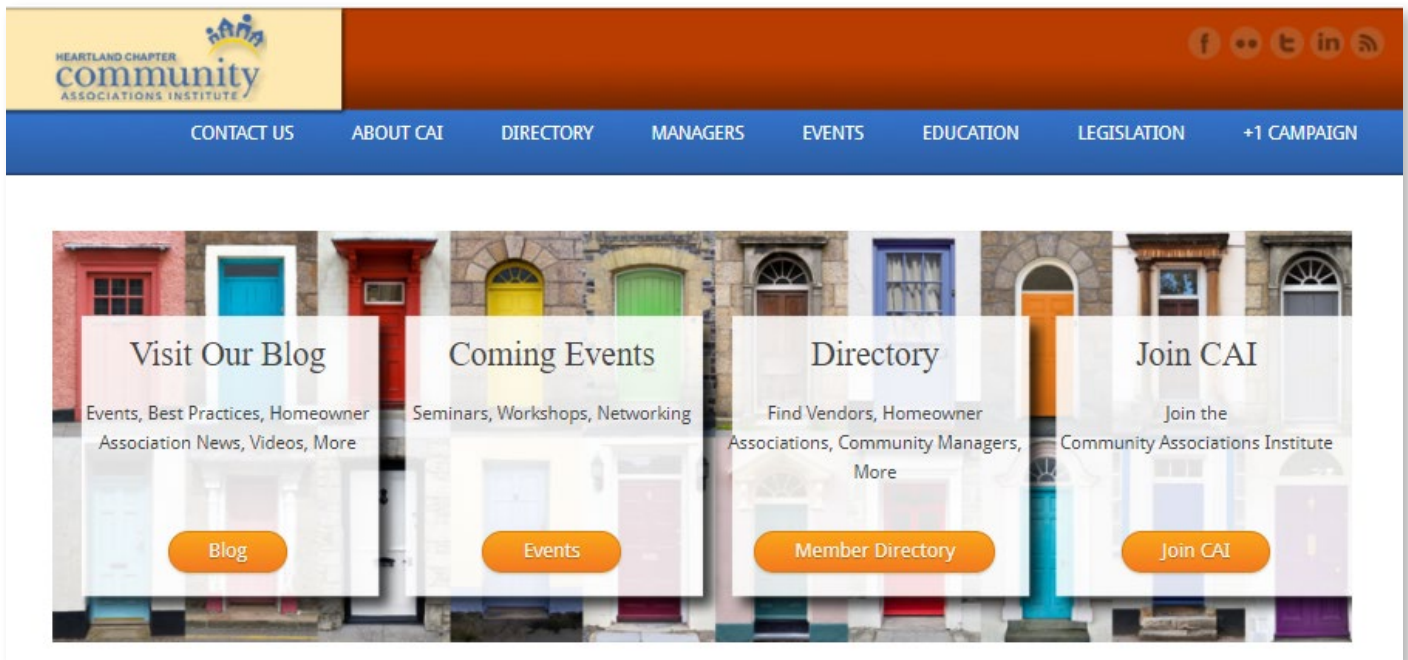 HEARTLAND CHAPTER
community
ASSOCIATIONS INSTITUTE
CONTACT US ABOUT CAI DIRECTORY MANAGERS EVENTS EDUCATION LEGISLATION +1 CAMPAIGN
Visit Our Blog
Events, Best Practices, Homeowner
Association News, Videos, More
Blog
Coming Events
Seminars, Workshops, Networking
Events
Directory
Find Vendors, Homeowner
Associations, Community Managers,
More
Member Directory
Join CAI
Join the
Community Associations Institute
Join CAI